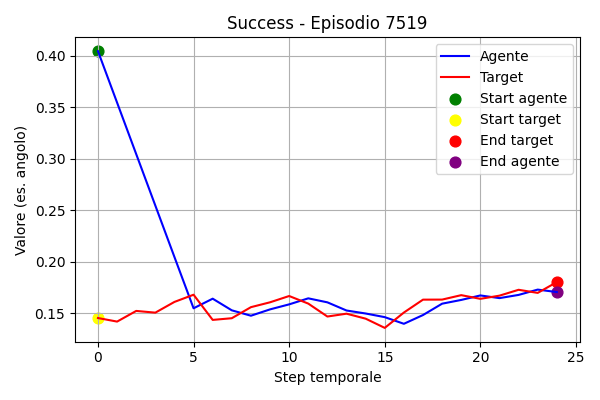 Success - Episodio 7519
Agente
Target
Start agente
Start target
End target
End agente
Valore (es. angolo)
0.40
0.35
0.30
0.25
0.20
0.15
0
5
10
15
20
25
Step temporale